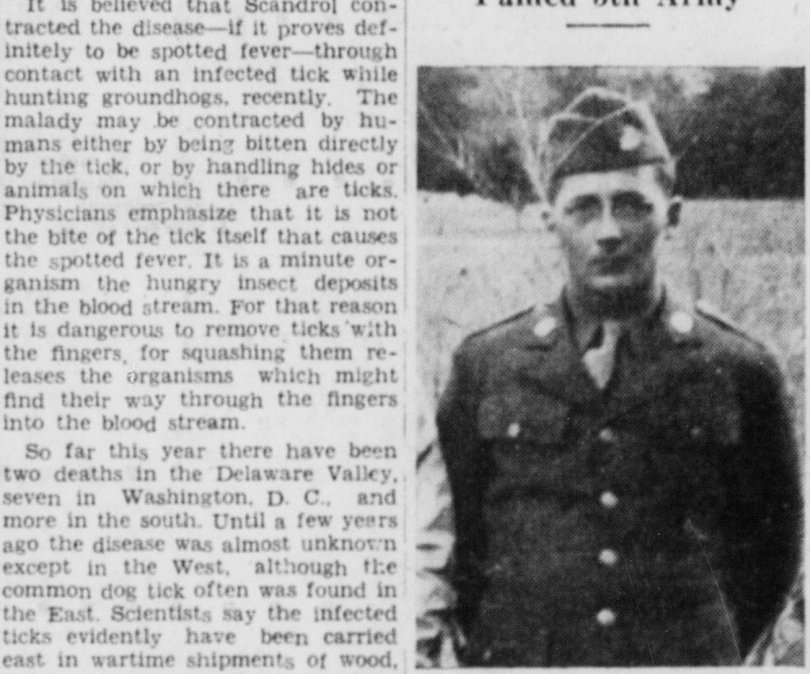 It is believed that Scandrol con-
tracted the disease—if it proves def-
initely to be spotted fever—through
contact with an infected tick while
hunting groundhogs, recently. The
malady may be contracted by hu-
mans either by being bitten directly
by the tick, or by handling hides or
animals on which there are ticks.
Physicians emphasize that it is not
the bite of the tick itself that causes
the spotted fever. It is a minute or-
ganism the hungry insect deposits
in the blood stream. For that reason
it is dangerous to remove ticks with
the fingers, for squashing them re-
leases the organisms which might
find their way through the fingers
into the blood stream.
So far this year there have been
two deaths in the Delaware Valley,
seven in Washington, D. C., and
more in the south. Until a few years
ago the disease was almost unknown
except in the West, although the
common dog tick often was found in
the East. Scientists say the infected
ticks evidently have been carried
east in wartime shipments of wood,
Famed 5th Army